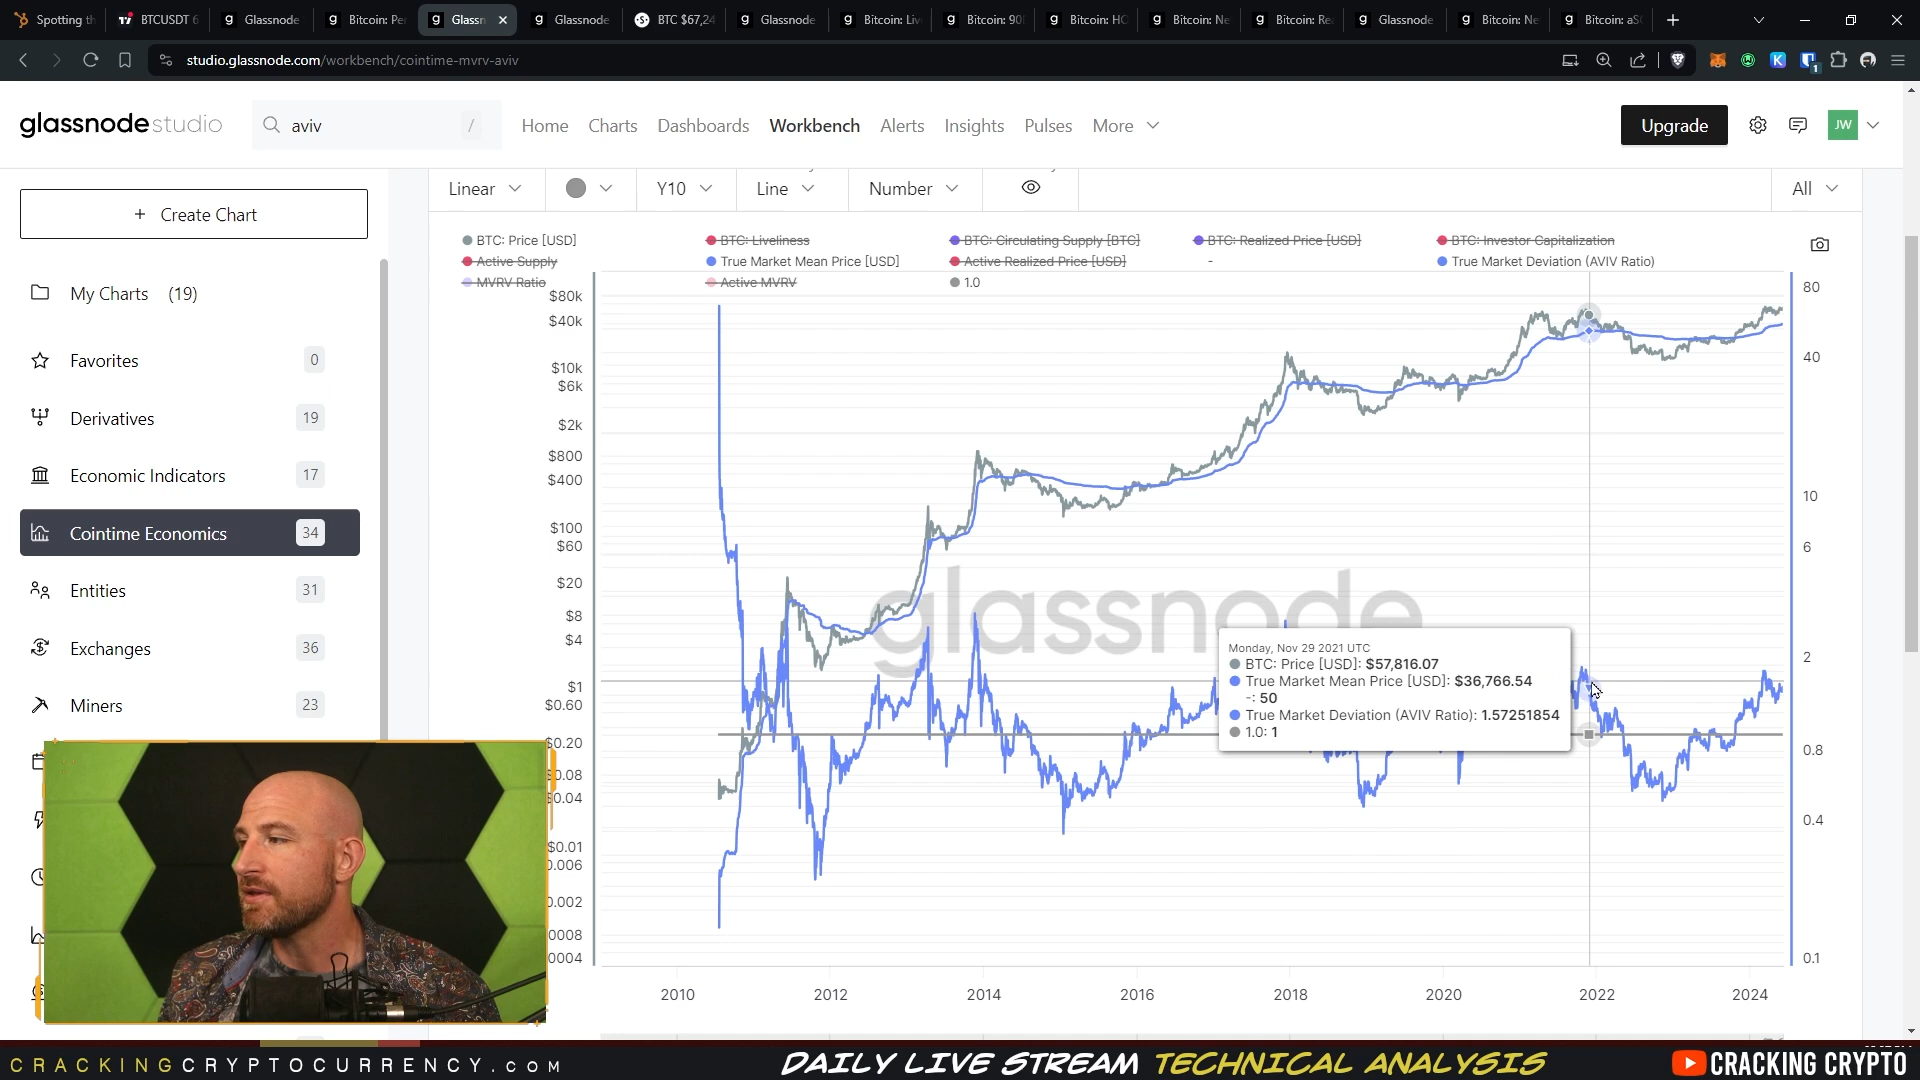 Spotting th
BTCUSDT 6
Glassnode
Bitcoin: Pe
Glassn
Glassnode
BTC $67,24
Glassnode
Bitcoin: Liv
Bitcoin: 90
Bitcoin: HO
Bitcoin: Ne
Bitcoin: Re
Glassnode
Bitcoin: Ne
Bitcoin: aS
studio.glassnode.com/workbench/cointime-mvrv-aviv
glassnodestudio
aviv
/
Home
Charts
Dashboards
Workbench
Alerts
Insights
Pulses
More
Upgrade
JW
+ Create Chart
My Charts (19)
Favorites 0
Derivatives 19
Economic Indicators 17
Cointime Economics 34
Entities 31
Exchanges 36
Miners 23
Linear
Y10
Line
Number
All
BTC: Price [USD]
BTC: Liveliness
BTC: Circulating Supply [BTC]
BTC: Realized Price [USD]
BTC: Investor Capitalization
Active Supply
True Market Mean Price [USD]
Active Realized Price [USD]
-
True Market Deviation (AVIV Ratio)
MVRV Ratio
Active MVRV
1.0
$80k
$40k
$10k
$6k
$2k
$800
$400
$100
$60
$20
$8
$4
$1
$0.60
$0.20
$0.08
$0.04
$0.01
0.006
0.002
0008
0004
80
40
10
6
2
0.8
0.4
0.1
glassnode
Monday, Nov 29 2021 UTC
BTC: Price [USD]: $57,816.07
True Market Mean Price [USD]: $36,766.54
-: 50
True Market Deviation (AVIV Ratio): 1.57251854
1.0: 1
2010
2012
2014
2016
2018
2020
2022
2024
CRACKINGCRYPTOCURRENCY.com
DAILY LIVE STREAM TECHNICAL ANALYSIS
CRACKING CRYPTO